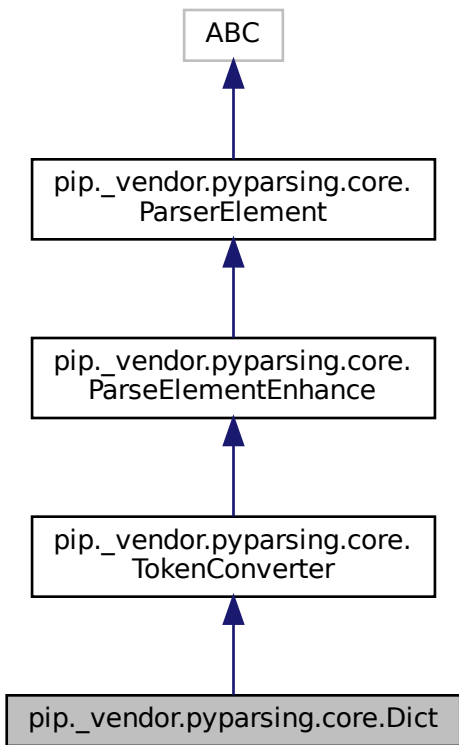 ABC
pip._vendor.pyparsing.core.
ParserElement
pip._vendor.pyparsing.core.
ParseElementEnhance
pip._vendor.pyparsing.core.
TokenConverter
pip._vendor.pyparsing.core.Dict